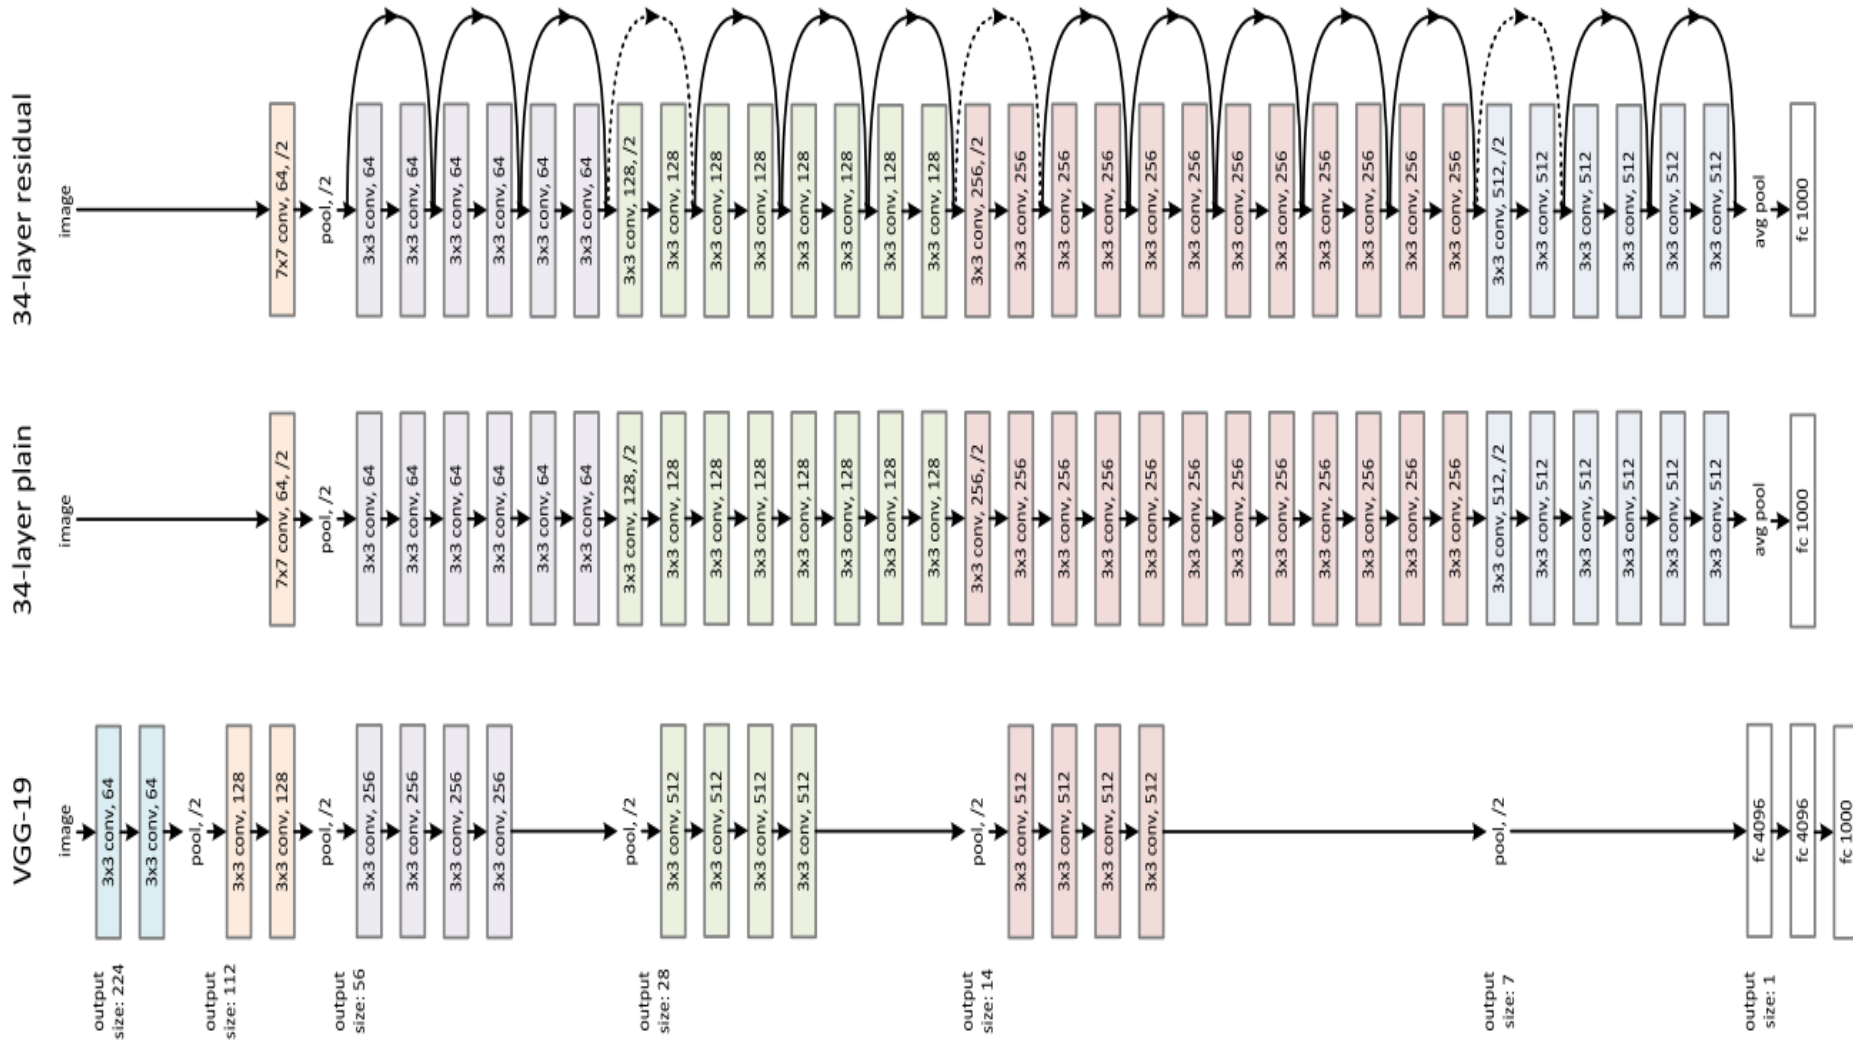 output
size: 224
output
size: 112
output
size: 56
output
size: 28
output
size: 14
output
size: 7
output
size: 1
VGG-19
image
3x3 conv, 64
3x3 conv, 64
pool, /2
3x3 conv, 128
3x3 conv, 128
pool, /2
3x3 conv, 256
3x3 conv, 256
3x3 conv, 256
3x3 conv, 256
pool, /2
3x3 conv, 512
3x3 conv, 512
3x3 conv, 512
3x3 conv, 512
pool, /2
3x3 conv, 512
3x3 conv, 512
3x3 conv, 512
3x3 conv, 512
pool, /2
fc 4096
fc 4096
fc 1000
34-layer plain
image
7x7 conv, 64, /2
pool, /2
3x3 conv, 64
3x3 conv, 64
3x3 conv, 64
3x3 conv, 64
3x3 conv, 64
3x3 conv, 64
3x3 conv, 128, /2
3x3 conv, 128
3x3 conv, 128
3x3 conv, 128
3x3 conv, 128
3x3 conv, 128
3x3 conv, 128
3x3 conv, 128
3x3 conv, 256, /2
3x3 conv, 256
3x3 conv, 256
3x3 conv, 256
3x3 conv, 256
3x3 conv, 256
3x3 conv, 256
3x3 conv, 256
3x3 conv, 256
3x3 conv, 256
3x3 conv, 256
3x3 conv, 256
3x3 conv, 512, /2
3x3 conv, 512
3x3 conv, 512
3x3 conv, 512
3x3 conv, 512
3x3 conv, 512
avg pool
fc 1000
34-layer residual
image
7x7 conv, 64, /2
pool, /2
3x3 conv, 64
3x3 conv, 64
3x3 conv, 64
3x3 conv, 64
3x3 conv, 64
3x3 conv, 64
3x3 conv, 128, /2
3x3 conv, 128
3x3 conv, 128
3x3 conv, 128
3x3 conv, 128
3x3 conv, 128
3x3 conv, 128
3x3 conv, 128
3x3 conv, 256, /2
3x3 conv, 256
3x3 conv, 256
3x3 conv, 256
3x3 conv, 256
3x3 conv, 256
3x3 conv, 256
3x3 conv, 256
3x3 conv, 256
3x3 conv, 256
3x3 conv, 256
3x3 conv, 256
3x3 conv, 512, /2
3x3 conv, 512
3x3 conv, 512
3x3 conv, 512
3x3 conv, 512
3x3 conv, 512
avg pool
fc 1000